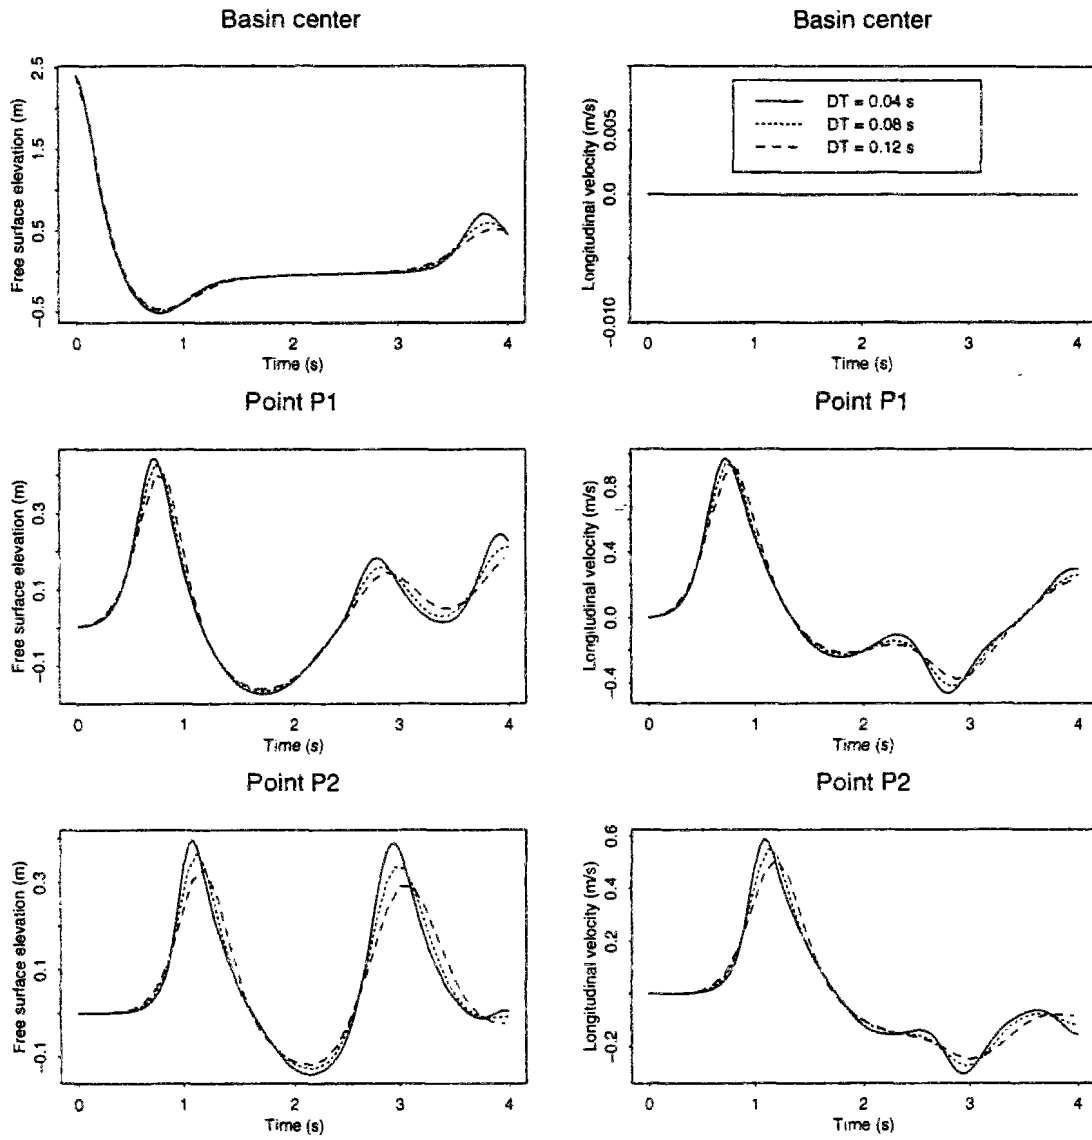 Basin center
Free surface elevation (m)
2.5
1.5
0.5
−0.5
0 1 2 3 4
Time (s)
Basin center
Longitudinal velocity (m/s)
0.005
0.0
−0.010
DT = 0.04 s
DT = 0.08 s
DT = 0.12 s
0 1 2 3 4
Time (s)
Point P1
Free surface elevation (m)
0.3
0.1
−0.1
0 1 2 3 4
Time (s)
Point P1
Longitudinal velocity (m/s)
0.8
0.4
0.0
−0.4
0 1 2 3 4
Time (s)
Point P2
Free surface elevation (m)
0.3
0.1
−0.1
0 1 2 3 4
Time (s)
Point P2
Longitudinal velocity (m/s)
0.6
0.2
−0.2
0 1 2 3 4
Time (s)